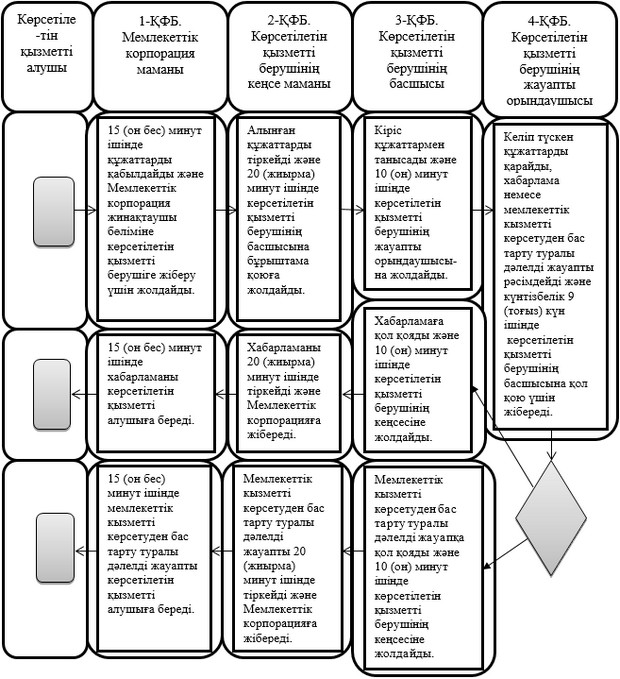 Көрсетіле
-тін
қызметті
алушы
1-ҚФБ.
Мемлекеттік
корпорация
маманы
2-ҚФБ.
Көрсетілетін
қызметті
берушінің
кеңсе маманы
3-ҚФБ.
Көрсетілетін
қызметті
берушінің
басшысы
4-ҚФБ.
Көрсетілетін
қызметті
берушінің
жауапты
орындаушысы
15 (он бес) минут
ішінде
құжаттарды
қабылдайды және
Мемлекеттік
корпорация
жинақтаушы
бөліміне
көрсетілетін
қызметті
берушіге жіберу
үшін жолдайды.
Алынған
құжаттарды
тіркейді және
20 (жиырма)
минут ішінде
көрсетілетін
қызметті
берушінің
басшысына
бұрыштама
қоюға
жолдайды.
Кіріс
құжаттармен
танысады және
10 (он) минут
ішінде
көрсетілетін
қызметті
берушінің
жауапты
орындаушысы-
на жолдайды.
Келіп түскен
құжаттарды
қарайды,
хабарлама
немесе
мемлекеттік
кызметті
көрсетуден бас
тарту туралы
дәлелді жауапты
рәсімдейді және
күнтізбелік 9
(тоғыз) күн
ішінде
көрсетілетін
қызметті
берушінің
басшысына қол
қою үшін
жібереді.
15 (он бес) минут
ішінде
хабарламаны
көрсетілетін
қызметті
алушыға береді.
Хабарламаны
20 (жиырма)
минут ішінде
тіркейді және
Мемлекеттік
корпорацияға
жібереді.
Хабарламаға
қол қояды және
10 (он) минут
ішінде
көрсетілетін
қызметті
берушінің
кеңсесіне
жолдайды.
15 (он бес)
минут ішінде
мемлекеттік
кызметті
көрсетуден бас
тарту туралы
дәлелді жауапты
көрсетілетін
қызметті
алушыға береді.
Мемлекеттік
кызметті
көрсетуден бас
тарту туралы
дәлелді
жауапты 20
(жиырма)
минут ішінде
тіркейді және
Мемлекеттік
корпорацияға
жібереді.
Мемлекеттік
кызметті
көрсетуден бас
тарту туралы
дәлелді жауапқа
қол қояды және
10 (он) минут
ішінде
көрсетілетін
қызметті
берушінің
кеңсесіне
жолдайды.